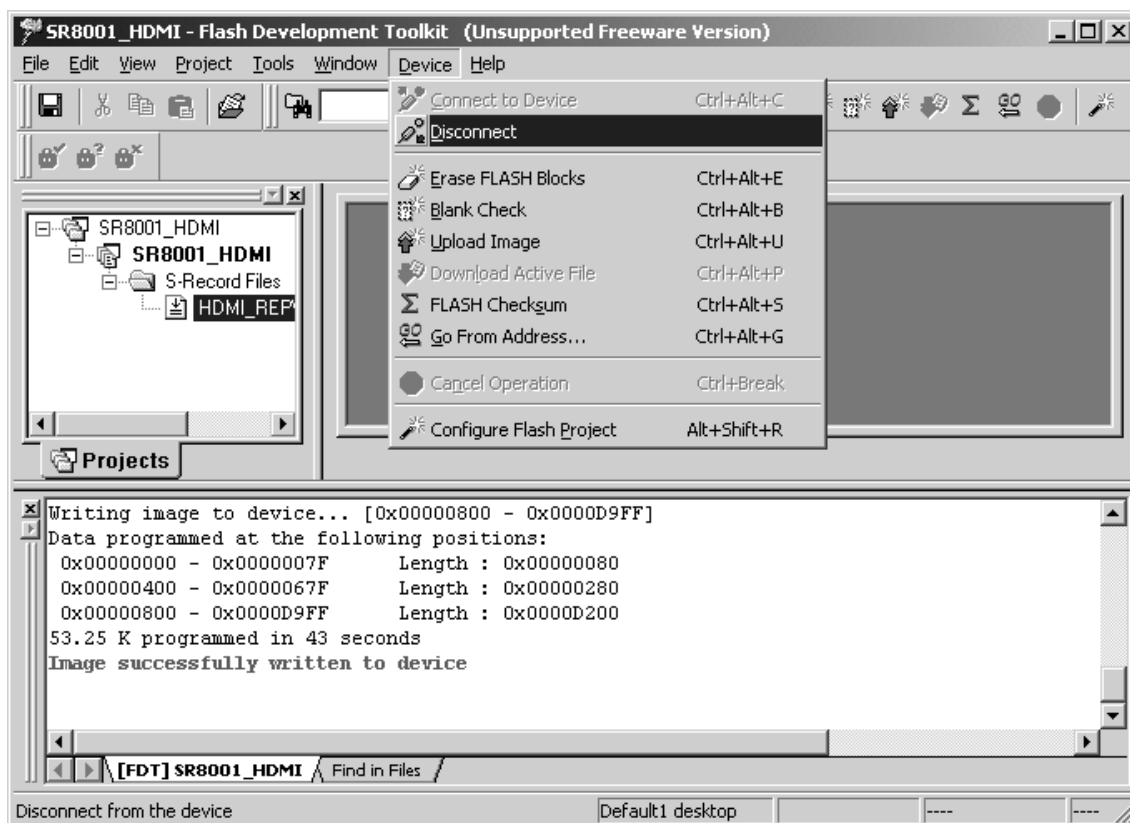 SR8001_HDMI - Flash Development Toolkit (Unsupported Freeware Version)
File Edit View Project Tools Window Device Help
Connect to Device Ctrl+Alt+C
Disconnect
Erase FLASH Blocks Ctrl+Alt+E
Blank Check Ctrl+Alt+B
Upload Image Ctrl+Alt+U
Download Active File Ctrl+Alt+P
Σ FLASH Checksum Ctrl+Alt+S
GO Go From Address... Ctrl+Alt+G
Cancel Operation Ctrl+Break
Configure Flash Project Alt+Shift+R
Σ GO
SR8001_HDMI
SR8001_HDMI
S-Record Files
HDMI_REP
Projects
Writing image to device... [0x00000800 - 0x0000D9FF]
Data programmed at the following positions:
0x00000000 - 0x0000007F Length : 0x00000080
0x00000400 - 0x0000067F Length : 0x00000280
0x00000800 - 0x0000D9FF Length : 0x0000D200
53.25 K programmed in 43 seconds
Image successfully written to device
[FDT] SR8001_HDMI Find in Files
Disconnect from the device Default1 desktop ---- ----